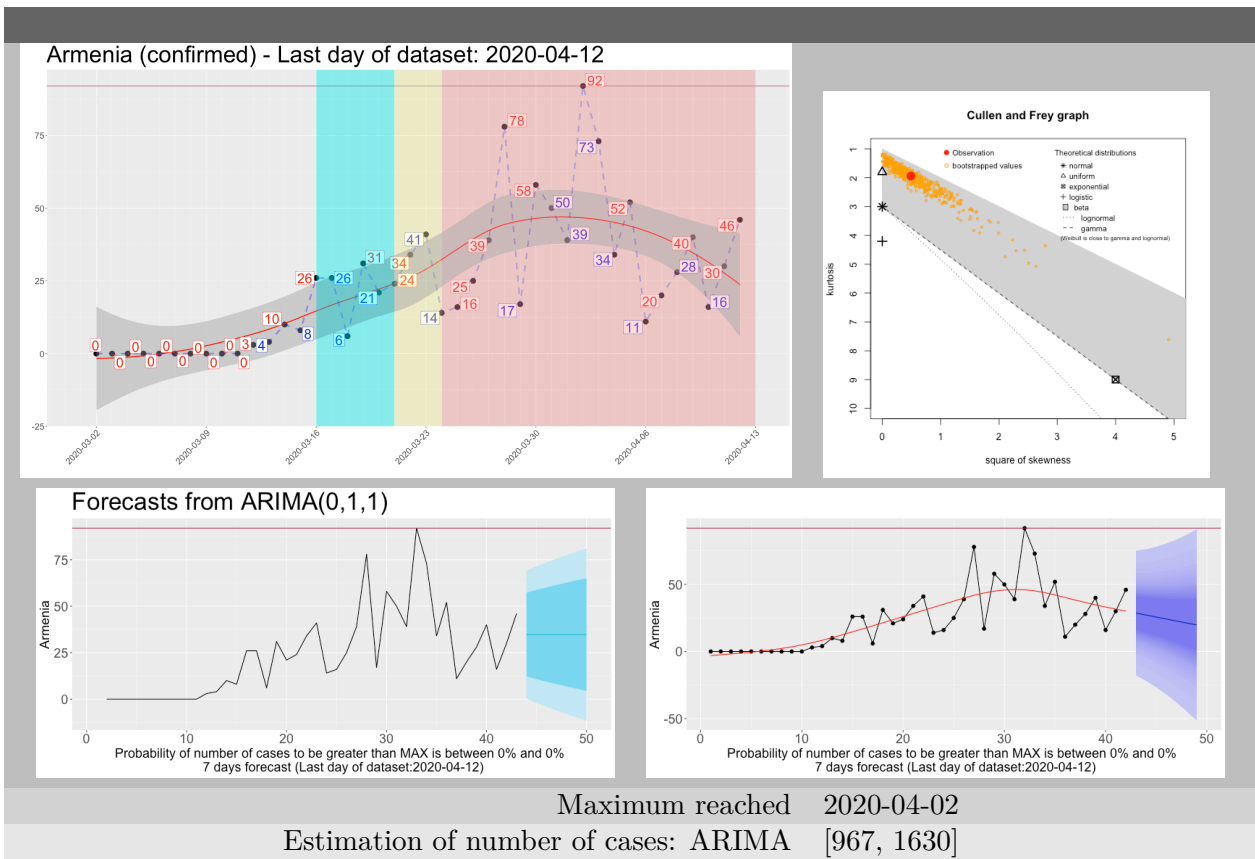 Armenia (confirmed) - Last day of dataset: 2020-04-12
92
78
75
73
58
52
50
50
46
41
39
39
40
34
34
31
30
28
26
26
25
25
24
21
20
17
16
16
14
11
10
8
6
4
3
0 0 0 0 0
0 0 0 0 0
0
-25
2020-03-02 2020-03-09 2020-03-16 2020-03-23 2020-03-30 2020-04-06 2020-04-13
Cullen and Frey graph
Observation
bootstrapped values
Theoretical distributions
normal
uniform
exponential
logistic
beta
lognormal
gamma
(Weibull is close to gamma and lognormal)
kurtosis
1
2
3
4
5
6
7
8
9
10
0 1 2 3 4 5
square of skewness
Forecasts from ARIMA(0,1,1)
Armenia
75
50
25
0
0 10 20 30 40 50
Probability of number of cases to be greater than MAX is between 0% and 0%
7 days forecast (Last day of dataset:2020-04-12)
Armenia
50
0
-50
0 10 20 30 40 50
Probability of number of cases to be greater than MAX is between 0% and 0%
7 days forecast (Last day of dataset:2020-04-12)
Maximum reached 2020-04-02
Estimation of number of cases: ARIMA [967, 1630]